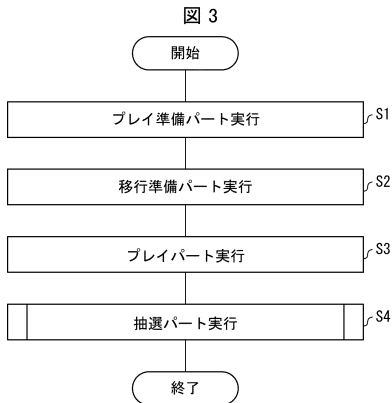 図 3
開始
プレイ準備パート実行
S1
移行準備パート実行
S2
プレイパート実行
S3
抽選パート実行
S4
終了